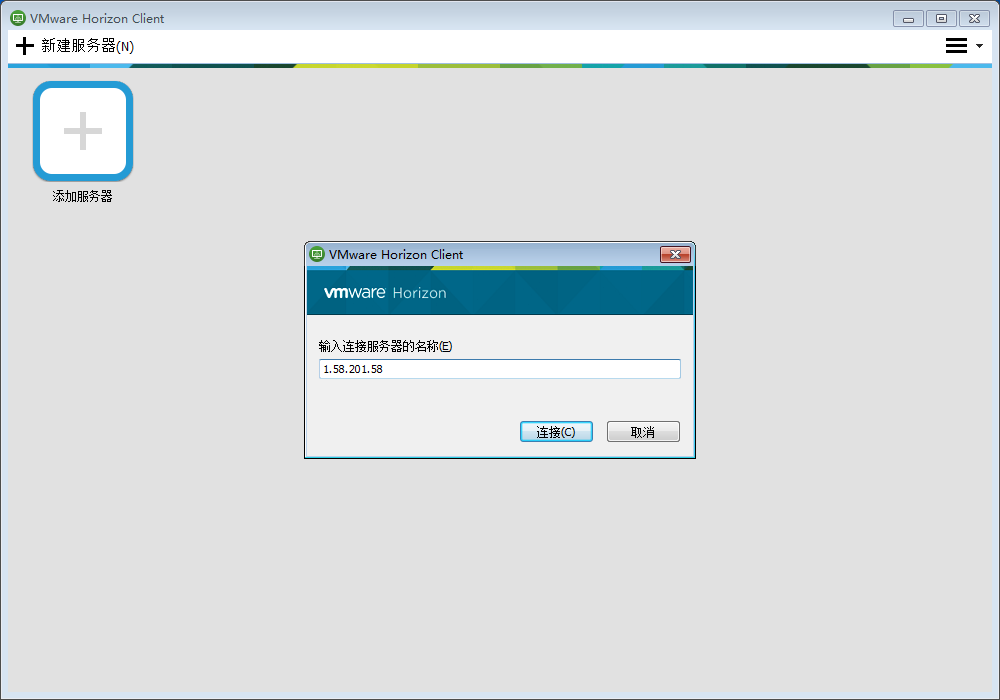 VMware Horizon Client
新建服务器(N)
添加服务器
VMware Horizon Client
vmware Horizon
输入连接服务器的名称(E)
1.58.201.58
连接(C)
取消